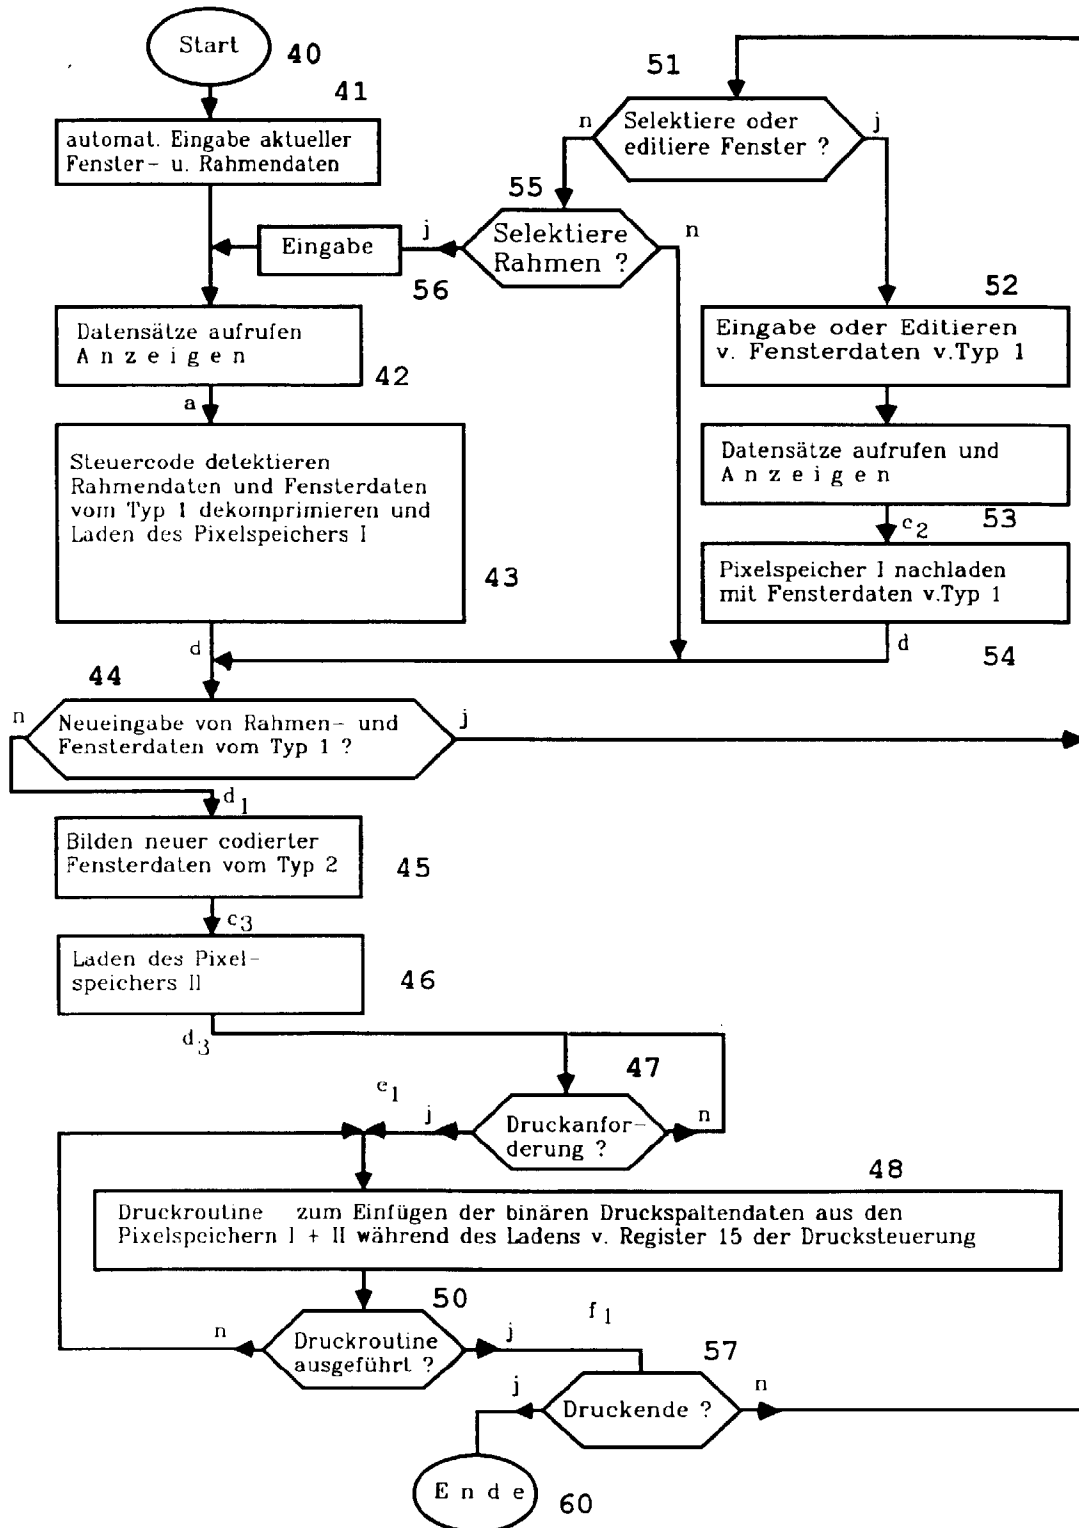 Start
40
41
automat. Eingabe aktueller
Fenster- u. Rahmendaten
51
n
Selektiere oder
editiere Fenster ?
j
55
Eingabe
j
Selektiere
Rahmen ?
n
56
52
Datensätze aufrufen
A n z e i g e n
42
Eingabe oder Editieren
v. Fensterdaten v.Typ 1
a
Steuercode detektieren
Rahmendaten und Fensterdaten
vom Typ 1 dekomprimieren und
Laden des Pixelspeichers I
43
Datensätze aufrufen und
A n z e i g e n
53
c2
Pixelspeicher I nachladen
mit Fensterdaten v.Typ 1
d
d
54
44
n
Neueingabe von Rahmen- und
Fensterdaten vom Typ 1 ?
j
d1
Bilden neuer codierter
Fensterdaten vom Typ 2
45
c3
Laden des Pixel-
speichers II
46
d3
47
e1
j
Druckanfor-
derung ?
n
48
Druckroutine zum Einfügen der binären Druckspaltendaten aus den
Pixelspeichern I + II während des Ladens v. Register 15 der Drucksteuerung
50
n
Druckroutine
ausgeführt ?
j
f1
57
j
Druckende ?
n
E n d e
60